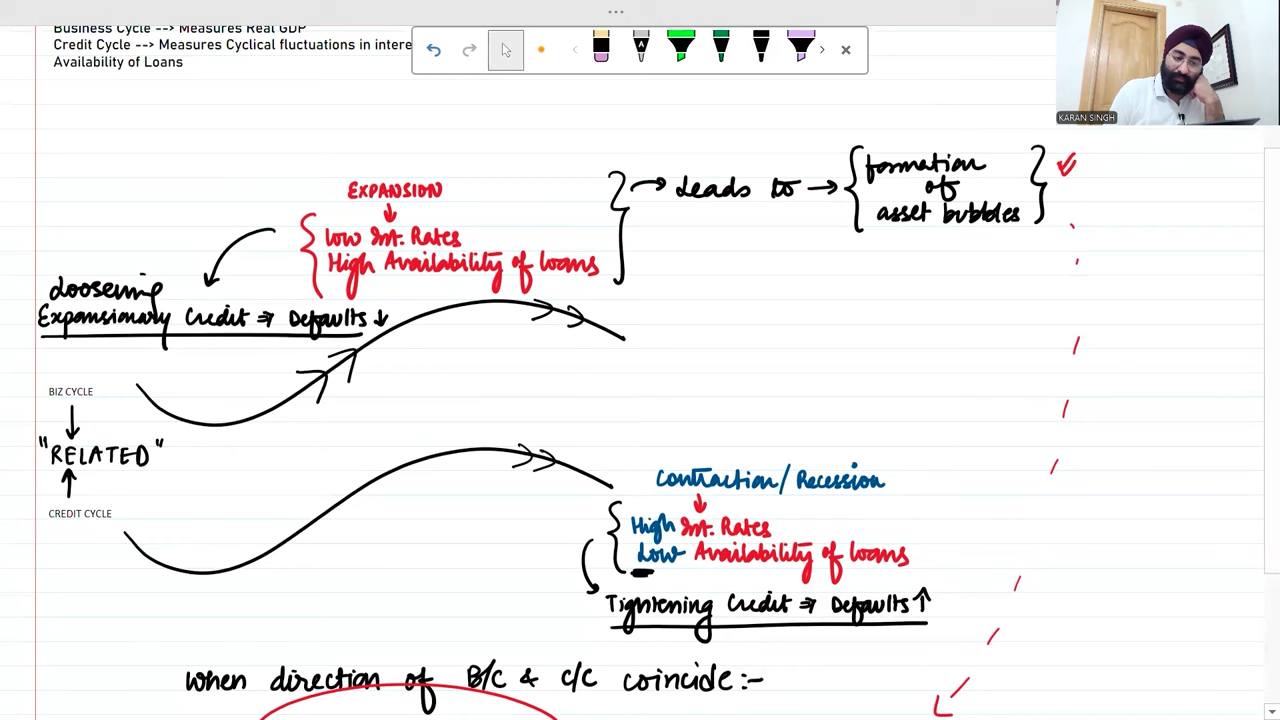 Business Cycle --> Measures Real GDP
Credit Cycle --> Measures Cyclical fluctuations in intere
Availability of Loans
KARAN SINGH
EXPANSION
Low Int. Rates
High Availability of loans
Leads to
formation
of
asset bubbles
Loosening
Expansionary Credit ⇒ Defaults ↓
BIZ CYCLE
"RELATED"
CREDIT CYCLE
Contraction/Recession
High Int. Rates
Low Availability of loans
Tightening Credit ⇒ Defaults ↑
when direction of B/C & C/C coincide:-